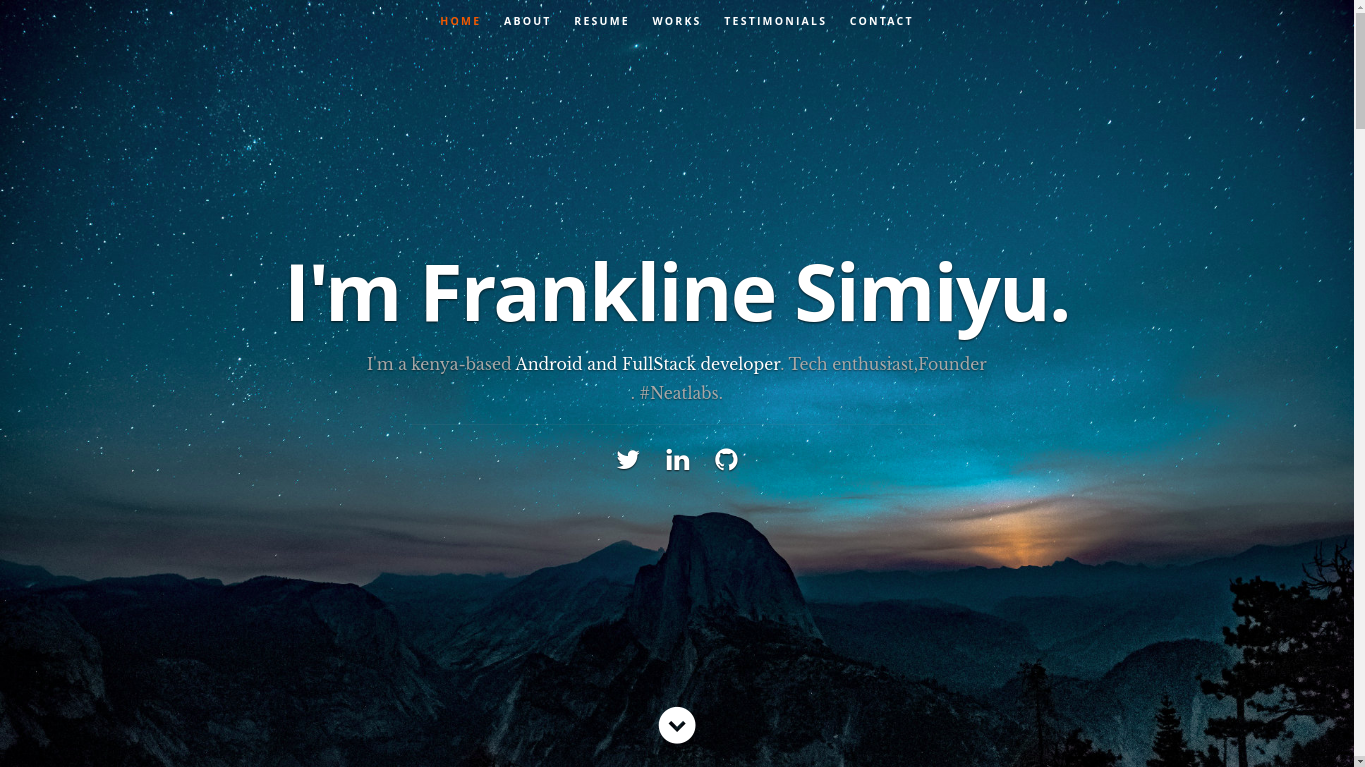 HOME ABOUT RESUME WORKS TESTIMONIALS CONTACT
I'm Frankline Simiyu.
I'm a kenya-based Android and FullStack developer. Tech enthusiast,Founder
. #Neatlabs.